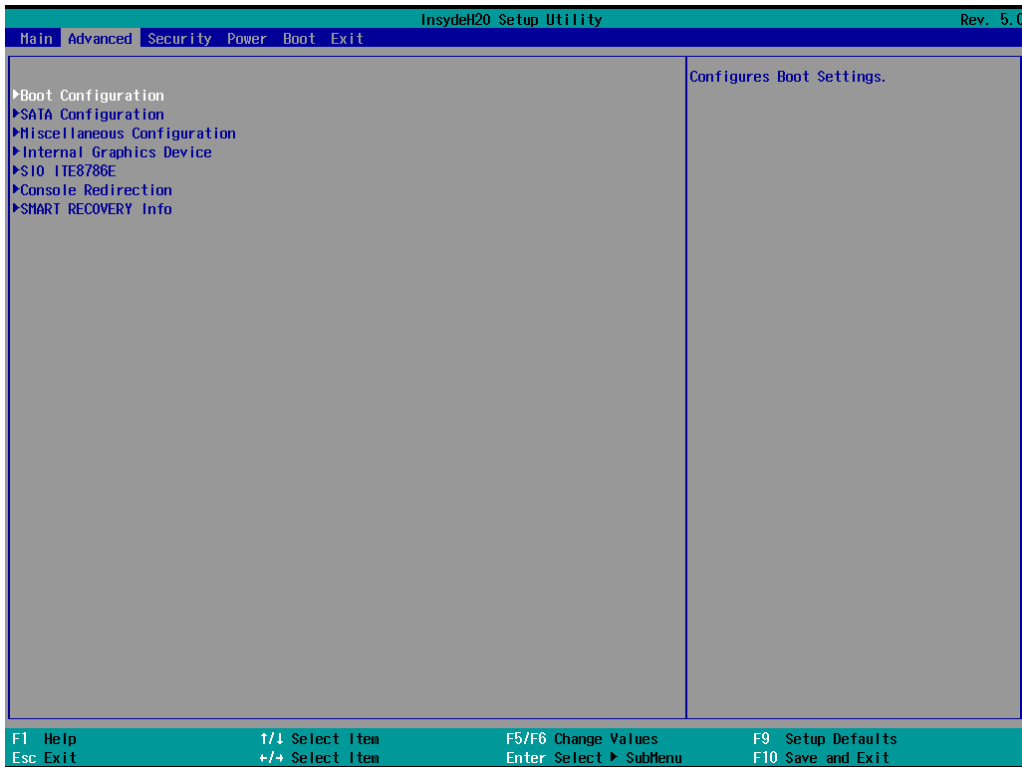 InsydeH20 Setup Utility Rev. 5.0
Main Advanced Security Power Boot Exit
Configures Boot Settings.
▶Boot Configuration
▶SATA Configuration
▶Miscellaneous Configuration
▶Internal Graphics Device
▶SIO ITE8786E
▶Console Redirection
▶SMART RECOVERY Info
F1 Help ↑/↓ Select Item F5/F6 Change Values F9 Setup Defaults
Esc Exit ←/→ Select Item Enter Select ▶ SubMenu F10 Save and Exit